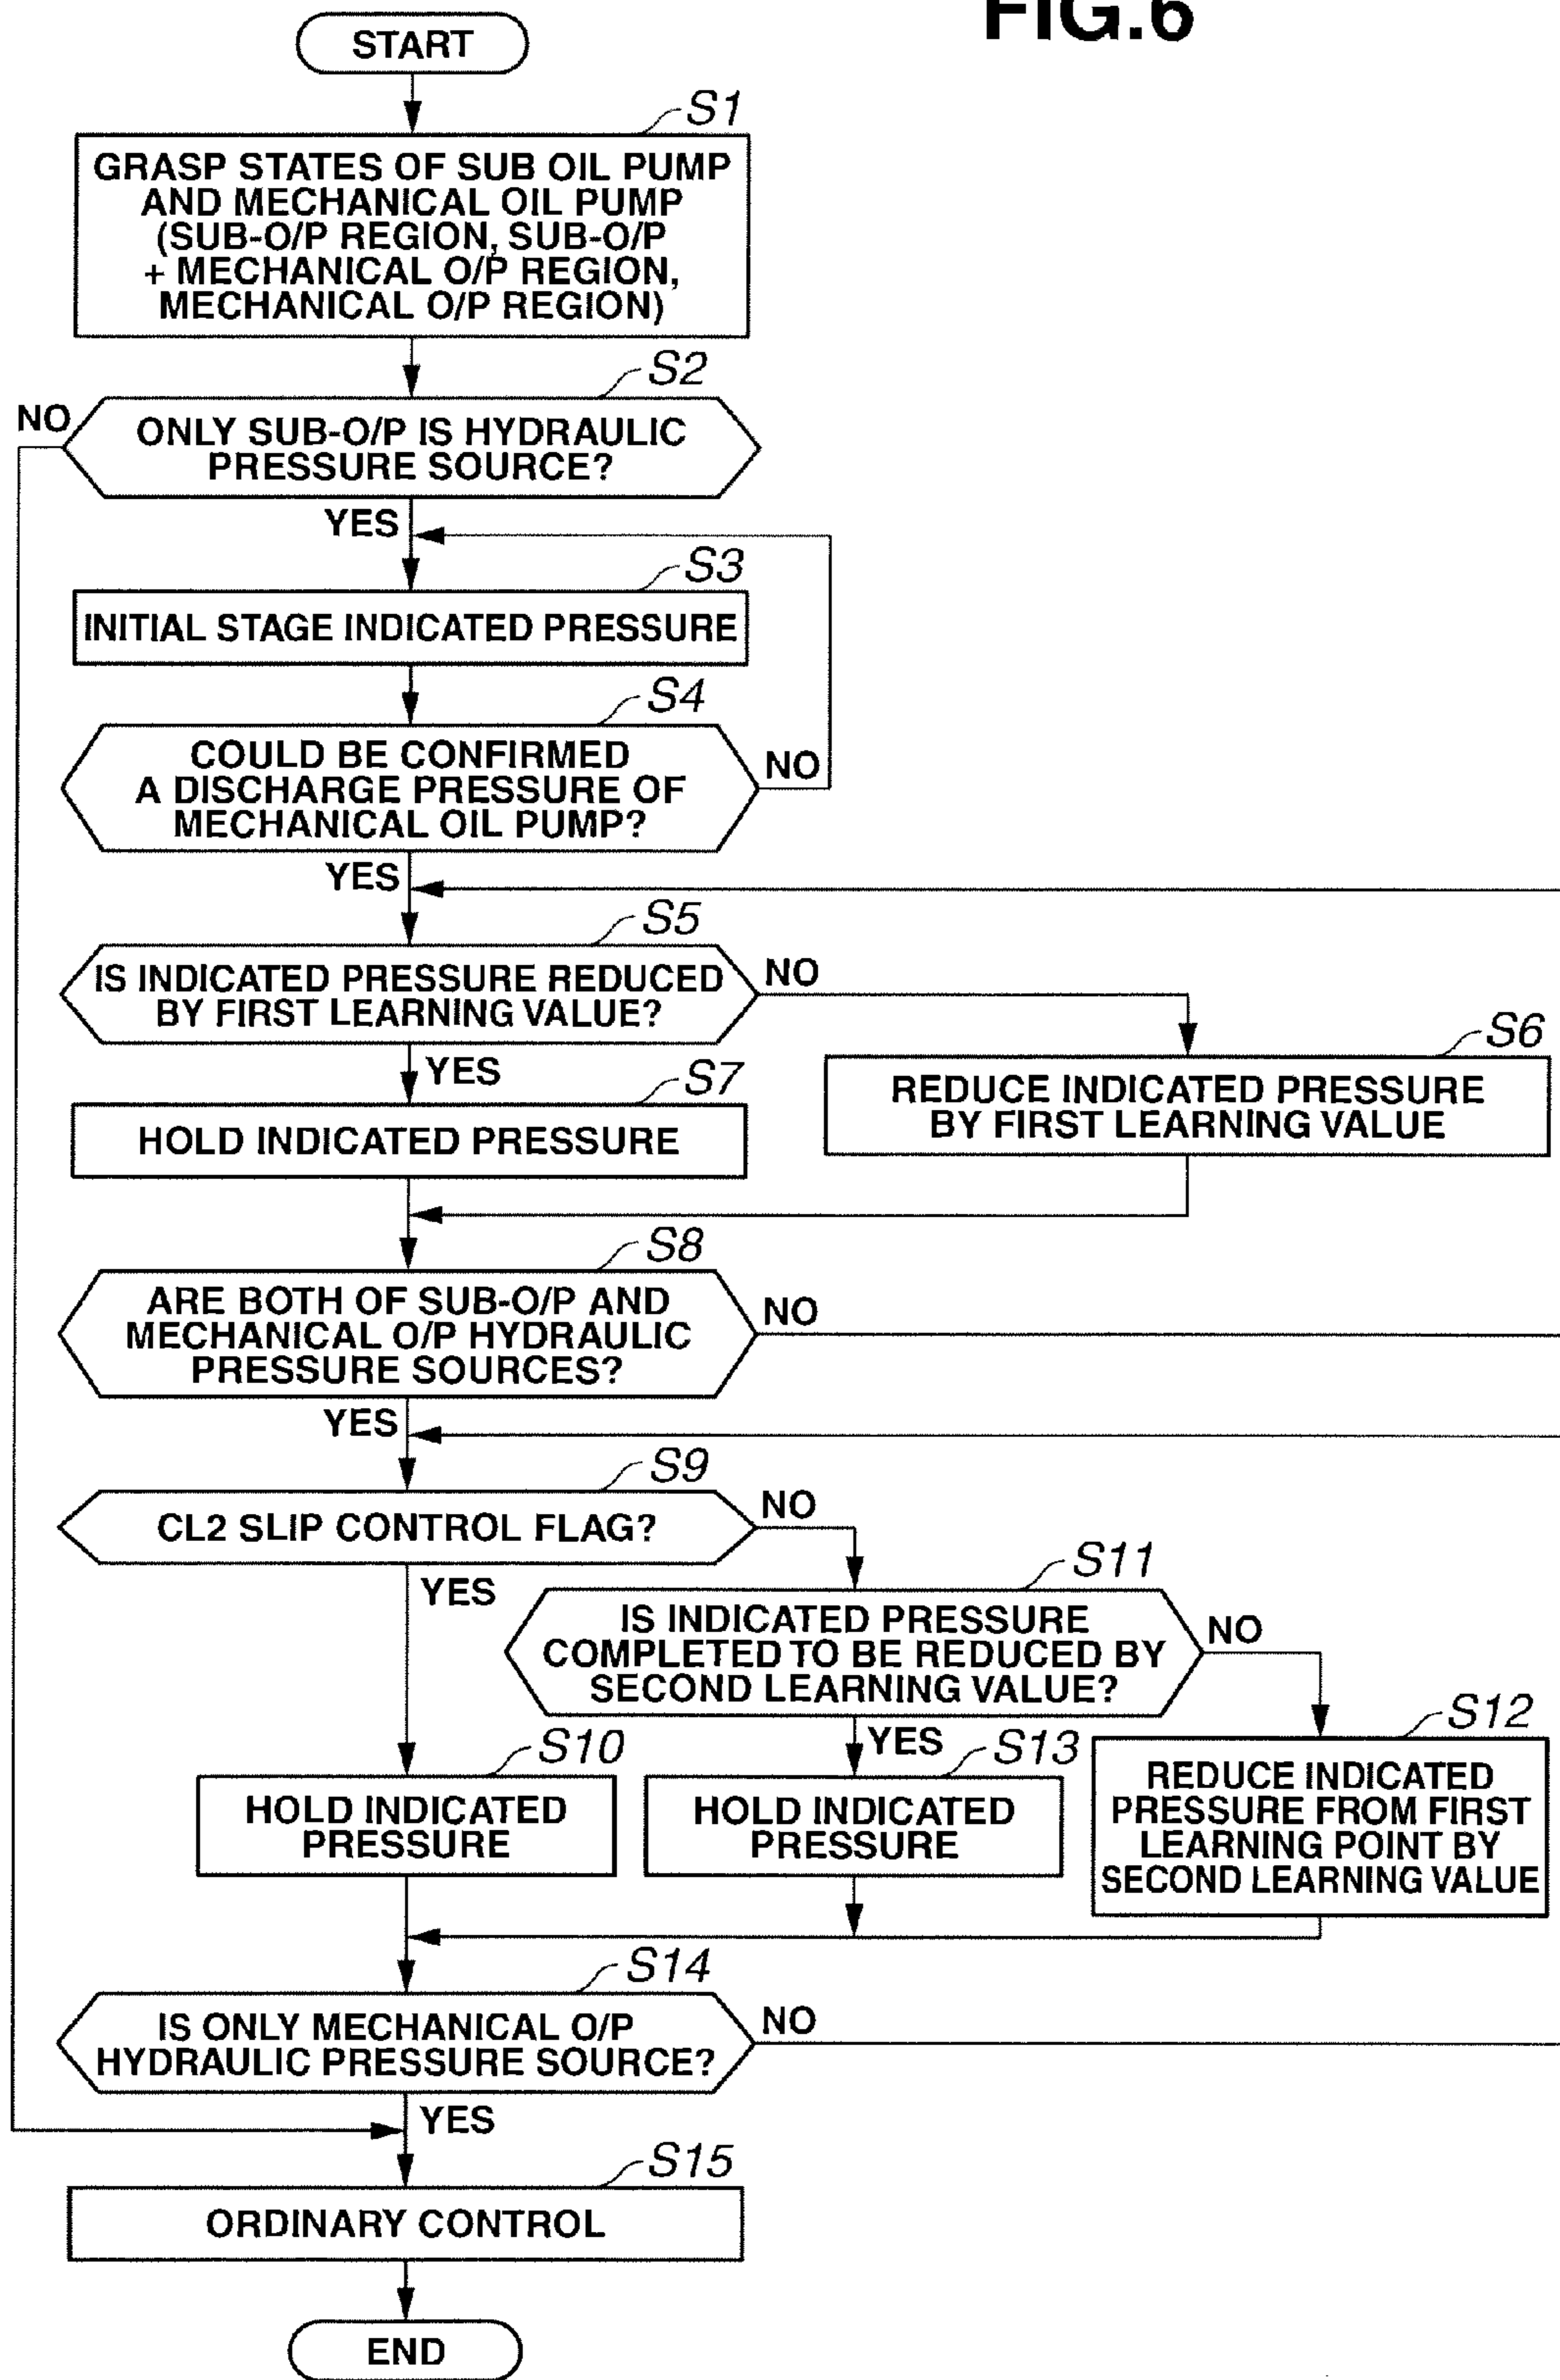 FIG.6
START
S1
GRASP STATES OF SUB OIL PUMP
AND MECHANICAL OIL PUMP
(SUB-O/P REGION, SUB-O/P
+ MECHANICAL O/P REGION,
MECHANICAL O/P REGION)
S2
NO
ONLY SUB-O/P IS HYDRAULIC
PRESSURE SOURCE?
YES
S3
INITIAL STAGE INDICATED PRESSURE
S4
COULD BE CONFIRMED
A DISCHARGE PRESSURE OF
MECHANICAL OIL PUMP?
NO
YES
S5
IS INDICATED PRESSURE REDUCED
BY FIRST LEARNING VALUE?
NO
S6
REDUCE INDICATED PRESSURE
BY FIRST LEARNING VALUE
YES
S7
HOLD INDICATED PRESSURE
S8
ARE BOTH OF SUB-O/P AND
MECHANICAL O/P HYDRAULIC
PRESSURE SOURCES?
NO
YES
S9
CL2 SLIP CONTROL FLAG?
NO
YES
S11
IS INDICATED PRESSURE
COMPLETED TO BE REDUCED BY
SECOND LEARNING VALUE?
NO
S10
HOLD INDICATED
PRESSURE
YES
S13
HOLD INDICATED
PRESSURE
S12
REDUCE INDICATED
PRESSURE FROM FIRST
LEARNING POINT BY
SECOND LEARNING VALUE
S14
IS ONLY MECHANICAL O/P
HYDRAULIC PRESSURE SOURCE?
NO
YES
S15
ORDINARY CONTROL
END